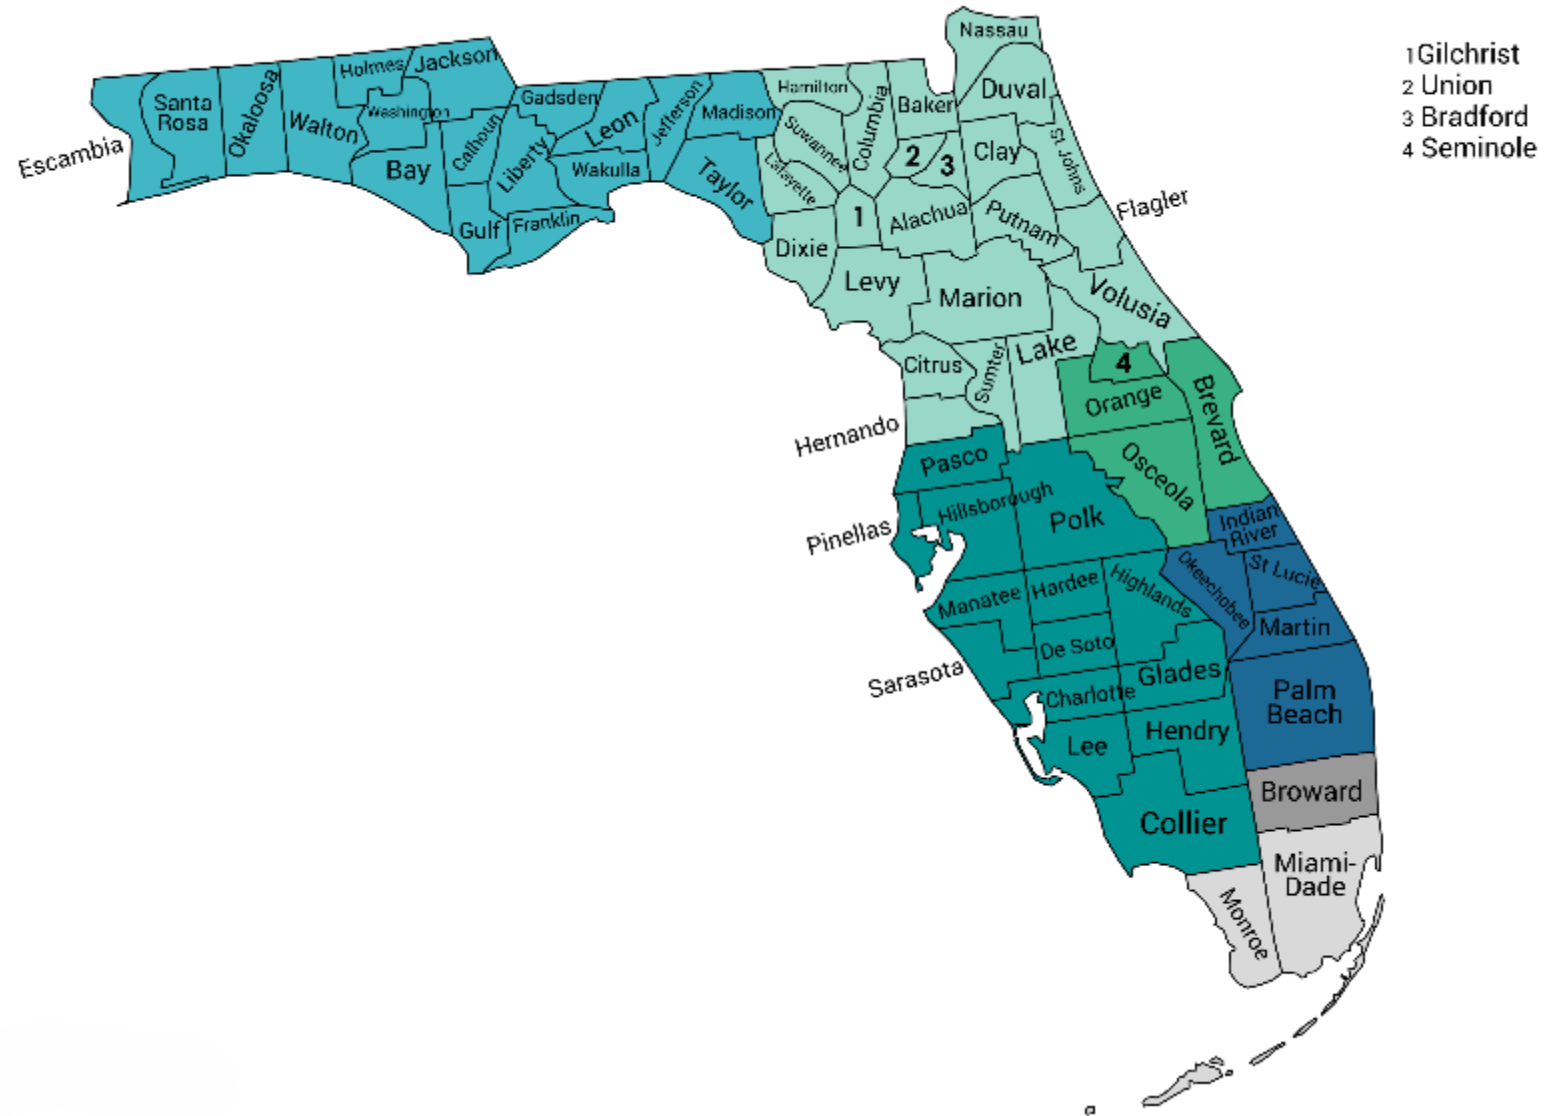 Nassau
1 Gilchrist
2 Union
3 Bradford
4 Seminole
Holmes
Jackson
Santa
Rosa
Okaloosa
Walton
Washington
Escambia
Bay
Calhoun
Gulf
Gadsden
Liberty
Franklin
Leon
Wakulla
Jefferson
Madison
Taylor
Hamilton
Suwannee
Lafayette
Columbia
Baker
Duval
2
3
Clay
St Johns
1
Alachua
Putnam
Flagler
Dixie
Levy
Marion
Volusia
Citrus
Sumter
Lake
4
Orange
Brevard
Hernando
Pasco
Osceola
Pinellas
Hillsborough
Polk
Indian
River
Manatee
Hardee
Highlands
Okeechobee
St Lucie
Martin
Sarasota
De Soto
Charlotte
Glades
Palm
Beach
Lee
Hendry
Broward
Collier
Miami-
Dade
Monroe